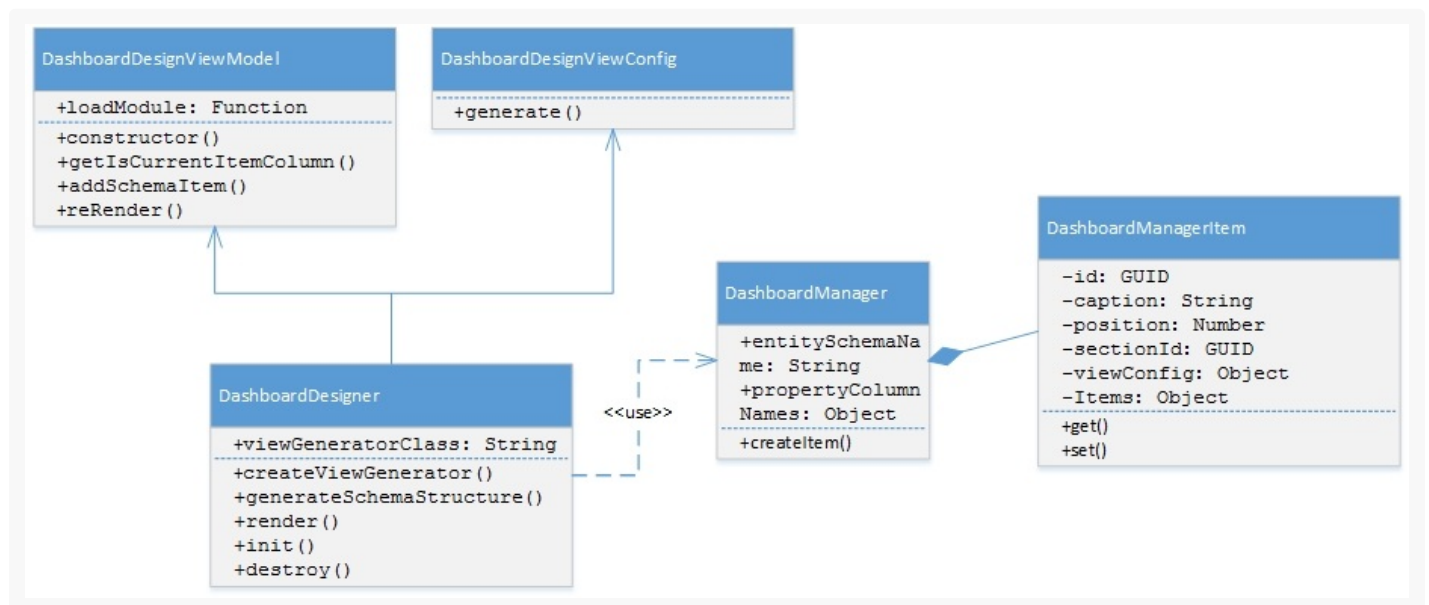 DashboardDesignViewModel
+loadModule: Function
+constructor()
+getIsCurrentItemColumn()
+addSchemaItem()
+reRender()
DashboardDesignViewConfig
+generate()
DashboardManagerItem
-id: GUID
-caption: String
-position: Number
-sectionId: GUID
-viewConfig: Object
-Items: Object
+get()
+set()
DashboardManager
+entitySchemaNa
me: String
+propertyColumn
Names: Object
+createItem()
DashboardDesigner
+viewGeneratorClass: String
+createViewGenerator()
+generateSchemaStructure()
+render()
+init()
+destroy()
<<use>>